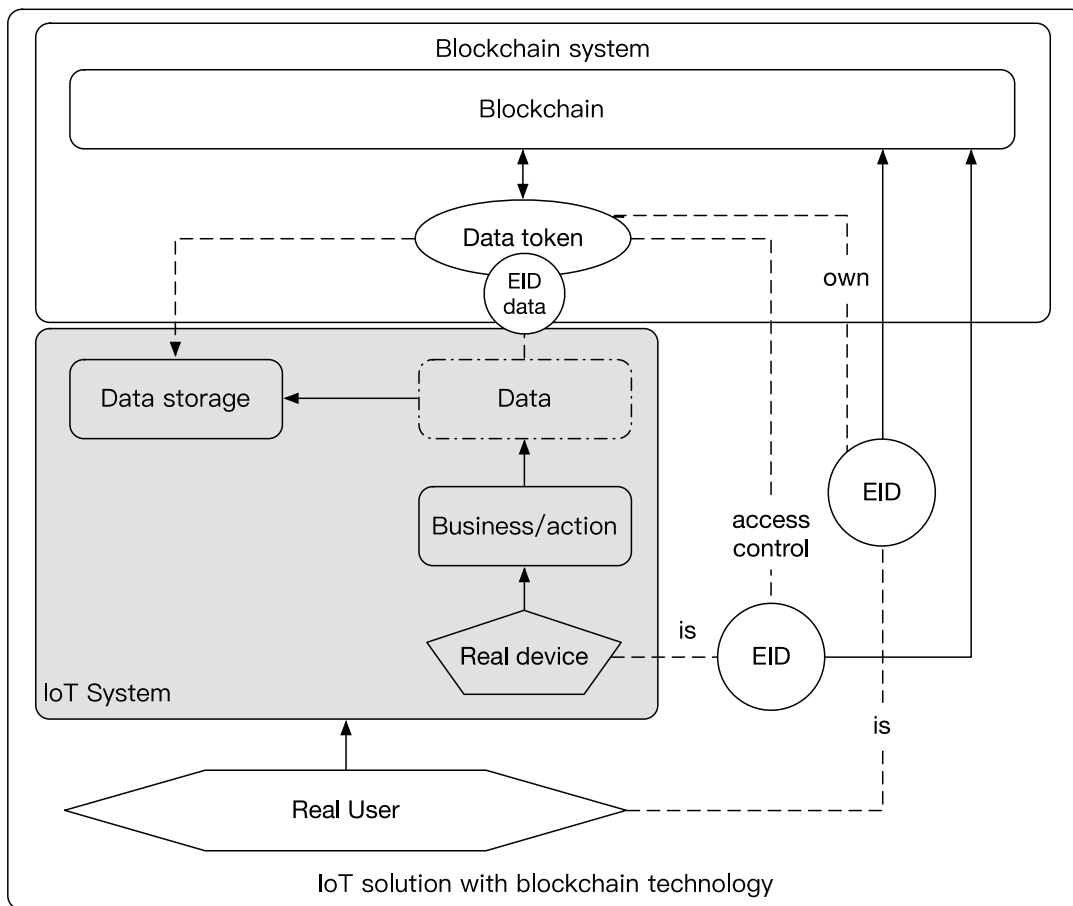 Blockchain system
Blockchain
Data token
EID
data
own
Data storage
Data
EID
Business/action
access
control
is
Real device
EID
IoT System
is
Real User
IoT solution with blockchain technology